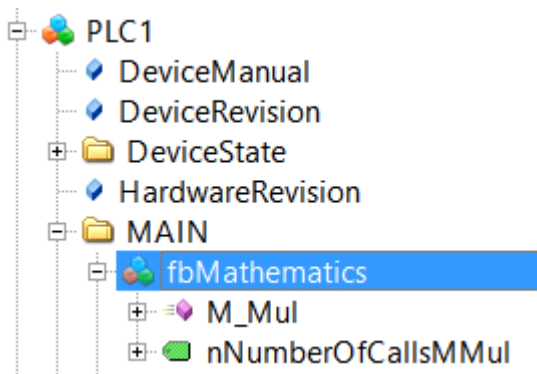 PLC1
DeviceManual
DeviceRevision
DeviceState
HardwareRevision
MAIN
fbMathematics
M_Mul
nNumberOfCallsMMul